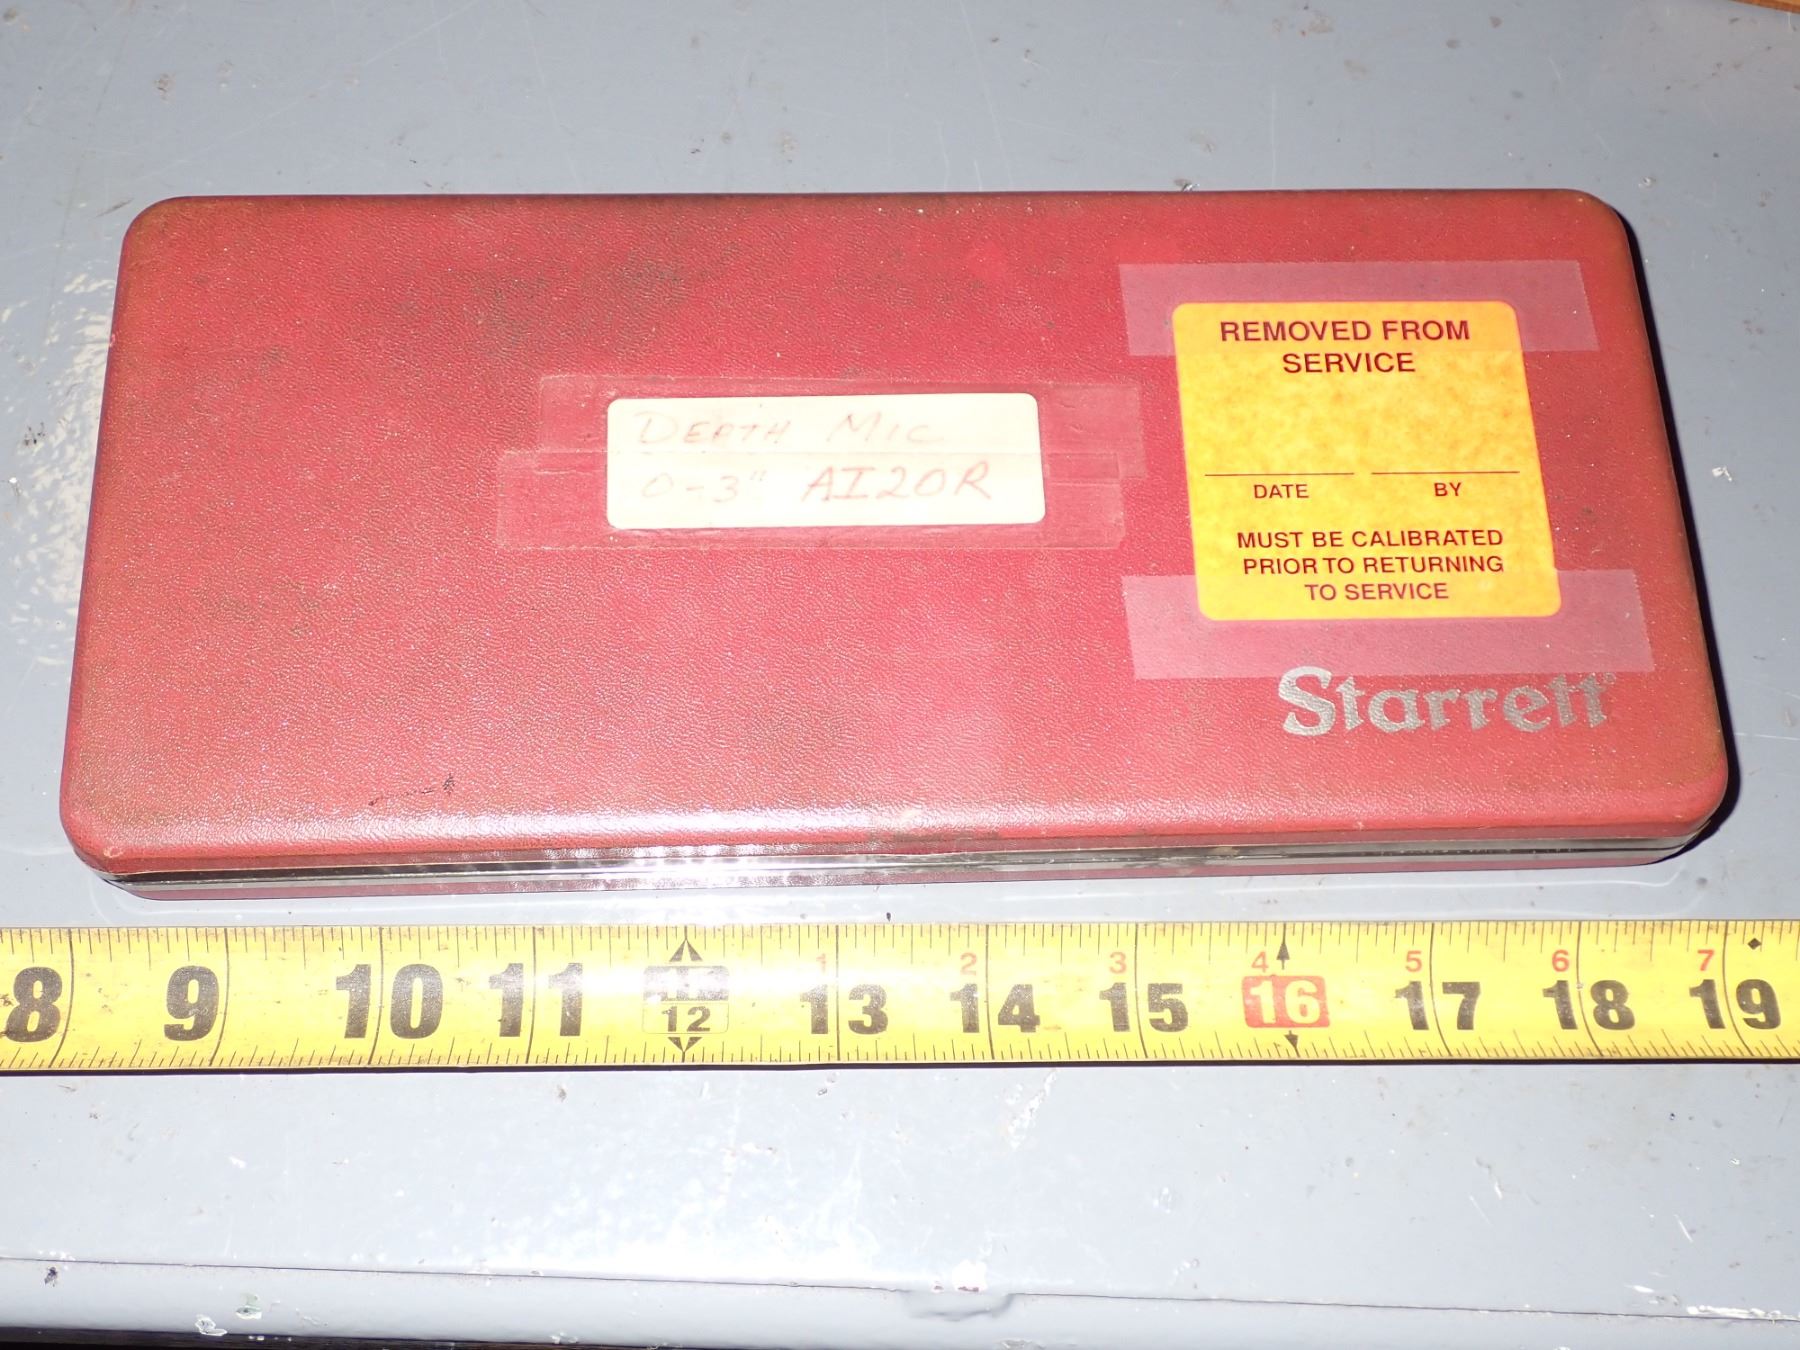 REMOVED FROM
SERVICE
DEPTH MIC
0-3" AI20R
DATE BY
MUST BE CALIBRATED
PRIOR TO RETURNING
TO SERVICE
Starrett
1 2 3 4 5 6 7
8 9 10 11 13 14 15 16 17 18 19
12